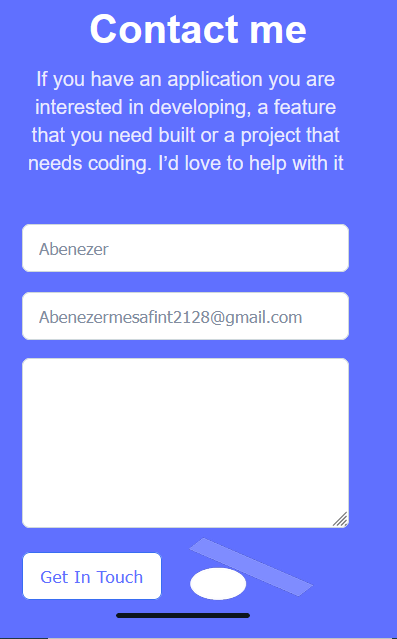 Contact me
If you have an application you are
interested in developing, a feature
that you need built or a project that
needs coding. I'd love to help with it
Abenezer
Abenezermesafint2128@gmail.com
Get In Touch